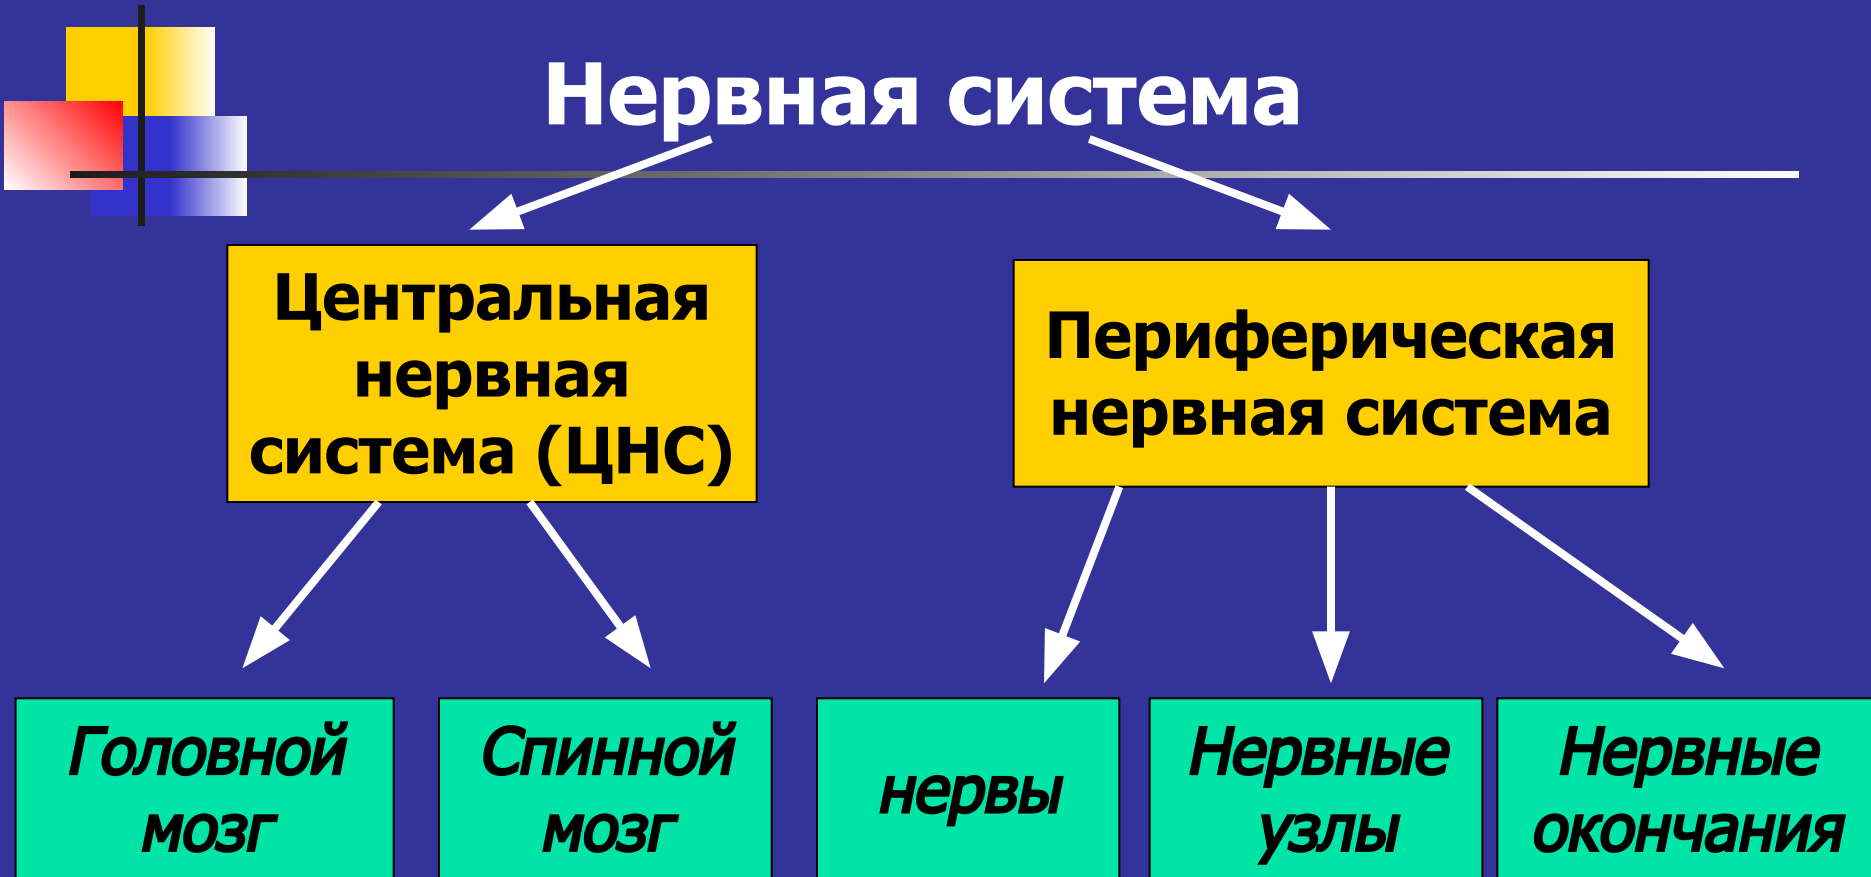 Нервная система
Центральная
нервная
система (ЦНС)
Периферическая
нервная система
Головной
мозг
Спинной
мозг
нервы
Нервные
узлы
Нервные
окончания